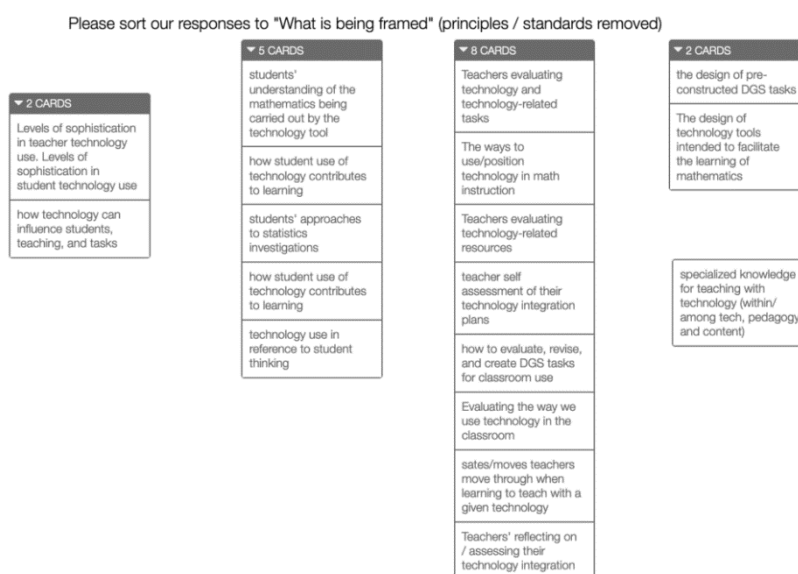 Please sort our responses to "What is being framed" (principles / standards removed)
2 CARDS
Levels of sophistication
in teacher technology
use. Levels of
sophistication in
student technology use
how technology can
influence students,
teaching, and tasks
5 CARDS
students'
understanding of the
mathematics being
carried out by the
technology tool
how student use of
technology contributes
to learning
students' approaches
to statistics
investigations
how student use of
technology contributes
to learning
technology use in
reference to student
thinking
8 CARDS
Teachers evaluating
technology and
technology-related
tasks
The ways to
use/position
technology in math
instruction
Teachers evaluating
technology-related
resources
teacher self
assessment of their
technology integration
plans
how to evaluate, revise,
and create DGS tasks
for classroom use
Evaluating the way we
use technology in the
classroom
sates/moves teachers
move through when
learning to teach with a
given technology
Teachers' reflecting on
/ assessing their
technology integration
2 CARDS
the design of pre-
constructed DGS tasks
The design of
technology tools
intended to facilitate
the learning of
mathematics
specialized knowledge
for teaching with
technology (within/
among tech, pedagogy
and content)